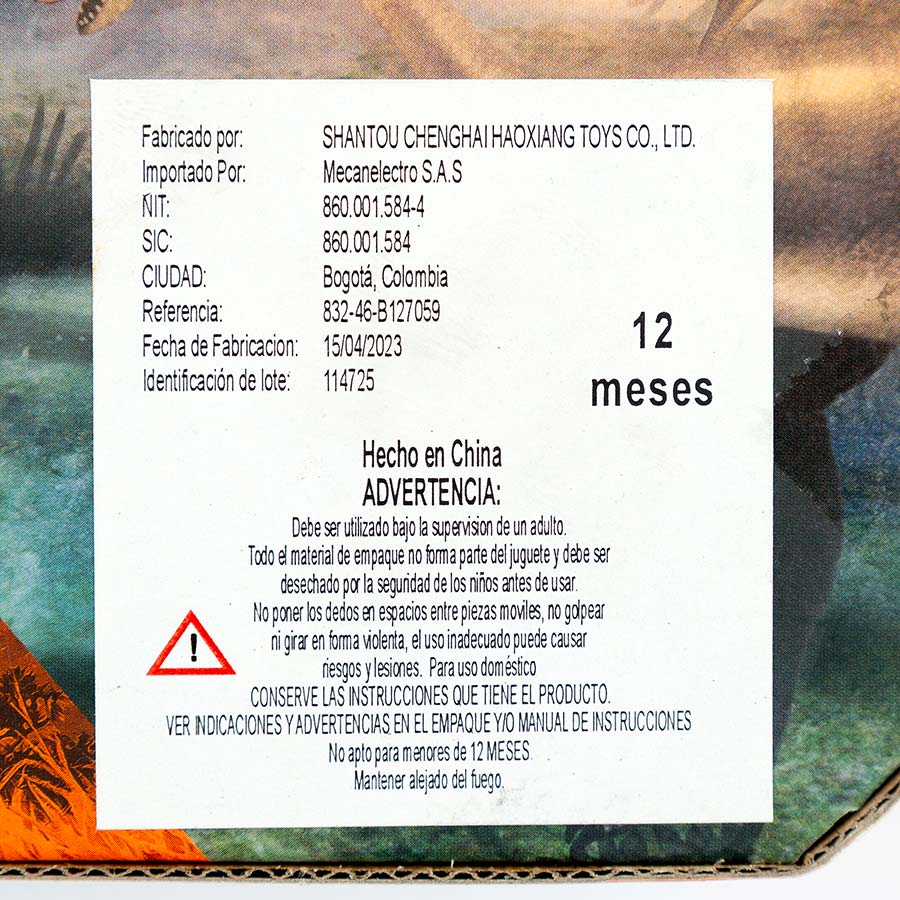 Fabricado por: SHANTOU CHENGHAI HAOXIANG TOYS CO., LTD.
Importado Por: Mecanelectro S.A.S
NIT: 860.001.584-4
SIC: 860.001.584
CIUDAD: Bogotá, Colombia
Referencia: 832-46-B127059
Fecha de Fabricacion: 15/04/2023
Identificación de lote: 114725
12
meses
Hecho en China
ADVERTENCIA:
Debe ser utilizado bajo la supervision de un adulto.
Todo el material de empaque no forma parte del juguete y debe ser
desechado por la seguridad de los niños antes de usar.
No poner los dedos en espacios entre piezas moviles, no golpear
ni girar en forma violenta, el uso inadecuado puede causar
riesgos y lesiones. Para uso doméstico
CONSERVE LAS INSTRUCCIONES QUE TIENE EL PRODUCTO.
VER INDICACIONES Y ADVERTENCIAS EN EL EMPAQUE Y/O MANUAL DE INSTRUCCIONES
No apto para menores de 12 MESES
Mantener alejado del fuego.